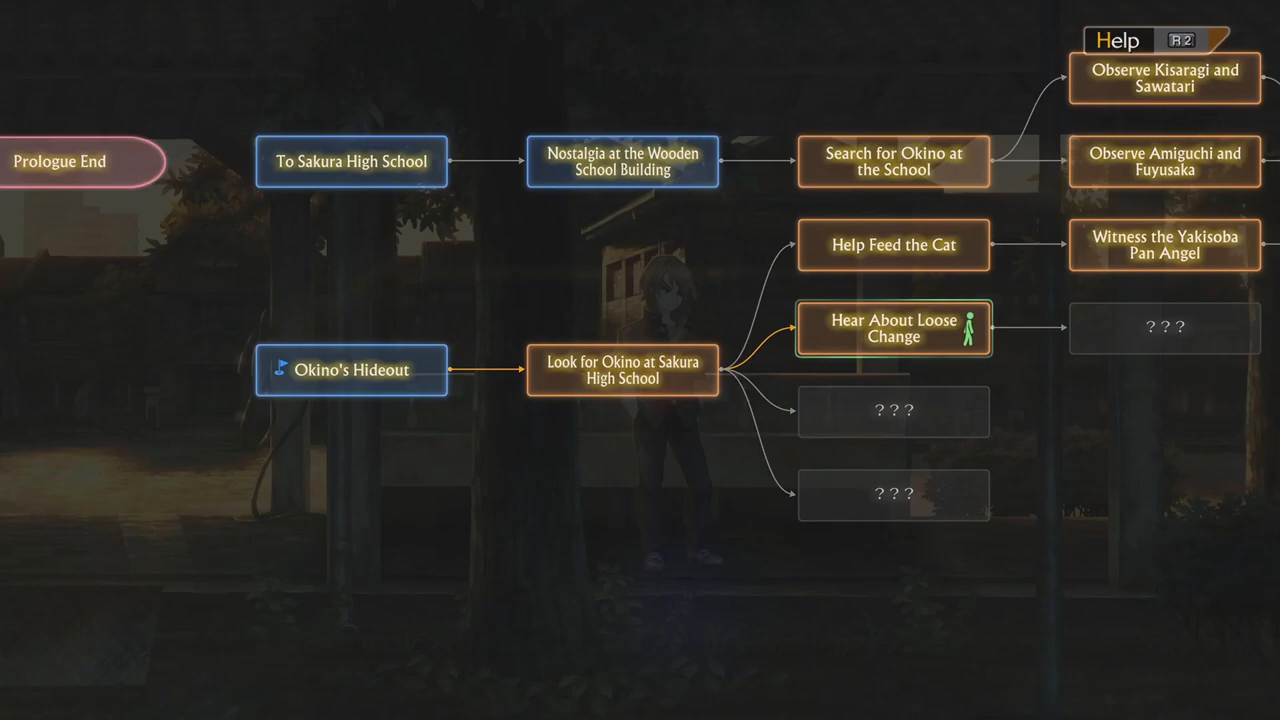 Help R2
Observe Kisaragi and
Sawatari
Prologue End
To Sakura High School
Nostalgia at the Wooden
School Building
Search for Okino at
the School
Observe Amiguchi and
Fuyusaka
Help Feed the Cat
Witness the Yakisoba
Pan Angel
Hear About Loose
Change
? ? ?
Okino's Hideout
Look for Okino at Sakura
High School
? ? ?
? ? ?